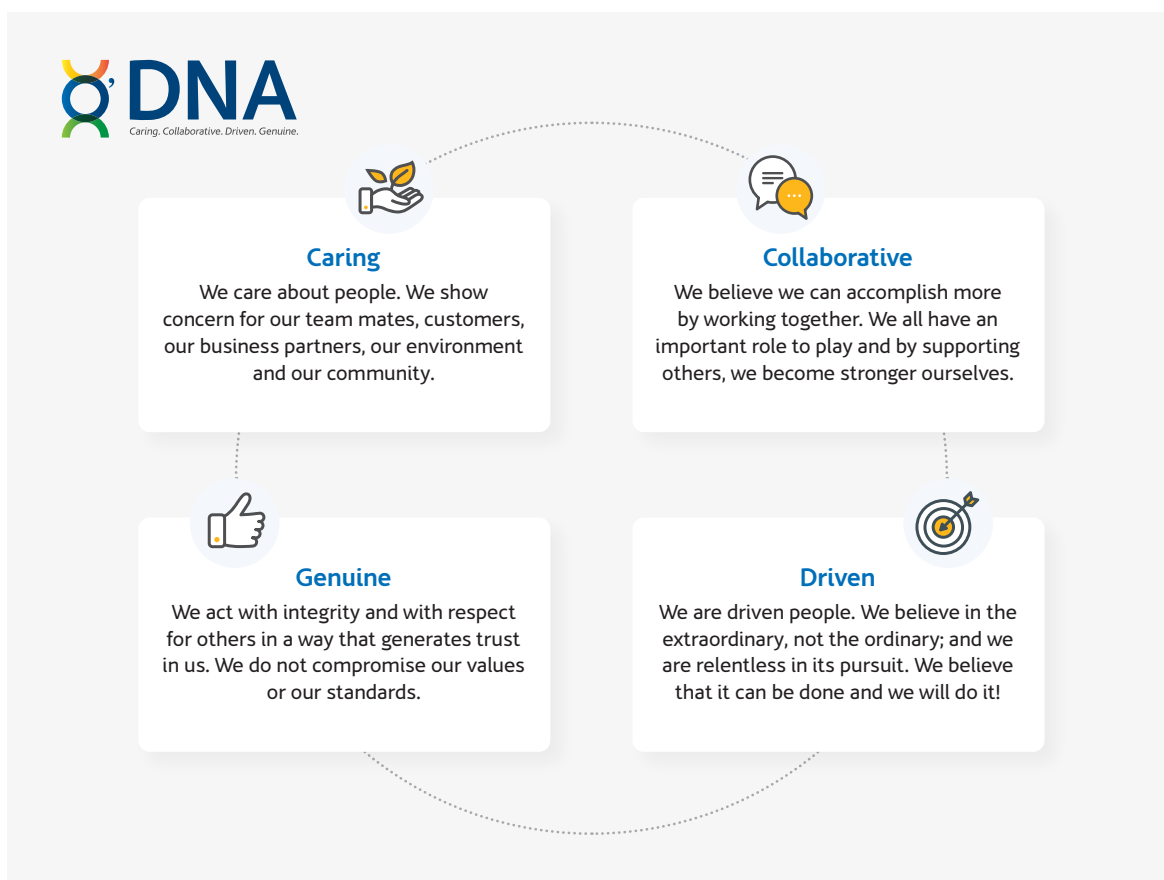 O'DNA
Caring. Collaborative. Driven. Genuine.
Caring
We care about people. We show
concern for our team mates, customers,
our business partners, our environment
and our community.
Collaborative
We believe we can accomplish more
by working together. We all have an
important role to play and by supporting
others, we become stronger ourselves.
Genuine
We act with integrity and with respect
for others in a way that generates trust
in us. We do not compromise our values
or our standards.
Driven
We are driven people. We believe in the
extraordinary, not the ordinary; and we
are relentless in its pursuit. We believe
that it can be done and we will do it!